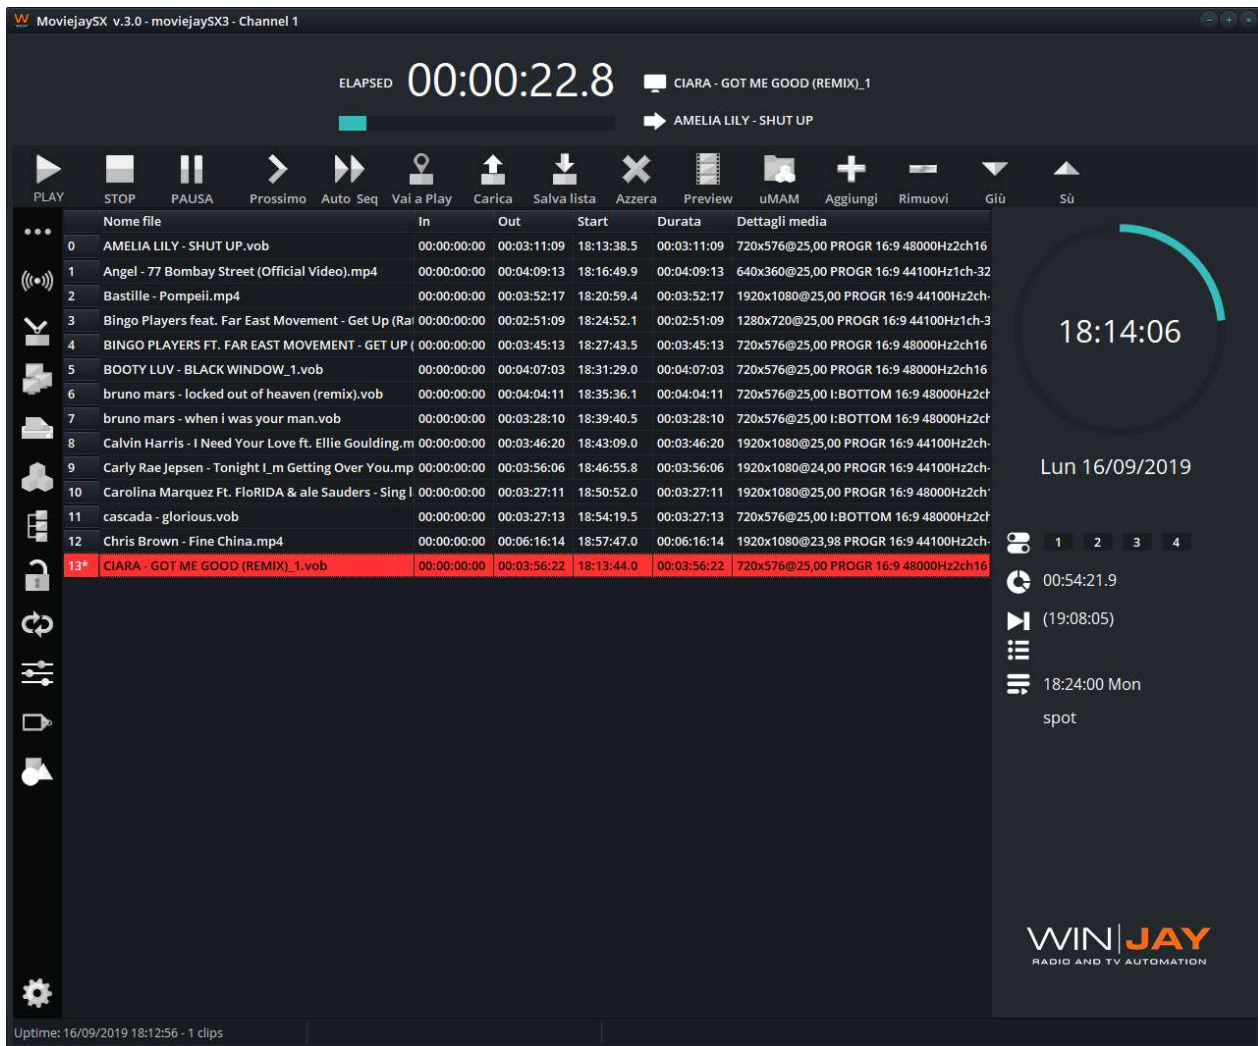 MoviejaySX v.3.0 - moviejaySX3 - Channel 1
ELAPSED 00:00:22.8 CIARA - GOT ME GOOD (REMIX)_1
AMELIA LILY - SHUT UP
PLAY STOP PAUSA Prossimo Auto Seq Vai a Play Carica Salva lista Azzera Preview uMAM Aggiungi Rimuovi Giù Sù
Nome file In Out Start Durata Dettagli media
0 AMELIA LILY - SHUT UP.vob 00:00:00:00 00:03:11:09 18:13:38.5 00:03:11:09 720x576@25,00 PROGR 16:9 48000Hz2ch16
1 Angel - 77 Bombay Street (Official Video).mp4 00:00:00:00 00:04:09:13 18:16:49.9 00:04:09:13 640x360@25,00 PROGR 16:9 44100Hz1ch-32
2 Bastille - Pompeii.mp4 00:00:00:00 00:03:52:17 18:20:59.4 00:03:52:17 1920x1080@25,00 PROGR 16:9 44100Hz2ch-
3 Bingo Players feat. Far East Movement - Get Up (Rat 00:00:00:00 00:02:51:09 18:24:52.1 00:02:51:09 1280x720@25,00 PROGR 16:9 44100Hz1ch-3
4 BINGO PLAYERS FT. FAR EAST MOVEMENT - GET UP ( 00:00:00:00 00:03:45:13 18:27:43.5 00:03:45:13 720x576@25,00 PROGR 16:9 48000Hz2ch16
5 BOOTY LUV - BLACK WINDOW_1.vob 00:00:00:00 00:04:07:03 18:31:29.0 00:04:07:03 720x576@25,00 PROGR 16:9 48000Hz2ch16
6 bruno mars - locked out of heaven (remix).vob 00:00:00:00 00:04:04:11 18:35:36.1 00:04:04:11 720x576@25,00 I:BOTTOM 16:9 48000Hz2ch
7 bruno mars - when i was your man.vob 00:00:00:00 00:03:28:10 18:39:40.5 00:03:28:10 720x576@25,00 I:BOTTOM 16:9 48000Hz2ch
8 Calvin Harris - I Need Your Love ft. Ellie Goulding.m 00:00:00:00 00:03:46:20 18:43:09.0 00:03:46:20 1920x1080@25,00 PROGR 16:9 44100Hz2ch-
9 Carly Rae Jepsen - Tonight I_m Getting Over You.mp 00:00:00:00 00:03:56:06 18:46:55.8 00:03:56:06 1920x1080@24,00 PROGR 16:9 44100Hz2ch-
10 Carolina Marquez Ft. FloRIDA & ale Sauders - Sing l 00:00:00:00 00:03:27:11 18:50:52.0 00:03:27:11 1920x1080@25,00 PROGR 16:9 48000Hz2ch
11 cascada - glorious.vob 00:00:00:00 00:03:27:13 18:54:19.5 00:03:27:13 720x576@25,00 I:BOTTOM 16:9 48000Hz2ch
12 Chris Brown - Fine China.mp4 00:00:00:00 00:06:16:14 18:57:47.0 00:06:16:14 1920x1080@23,98 PROGR 16:9 44100Hz2ch-
13* CIARA - GOT ME GOOD (REMIX)_1.vob 00:00:00:00 00:03:56:22 18:13:44.0 00:03:56:22 720x576@25,00 PROGR 16:9 48000Hz2ch16
18:14:06
Lun 16/09/2019
1 2 3 4
00:54:21.9
(19:08:05)
18:24:00 Mon
spot
WIN|JAY
RADIO AND TV AUTOMATION
Uptime: 16/09/2019 18:12:56 - 1 clips